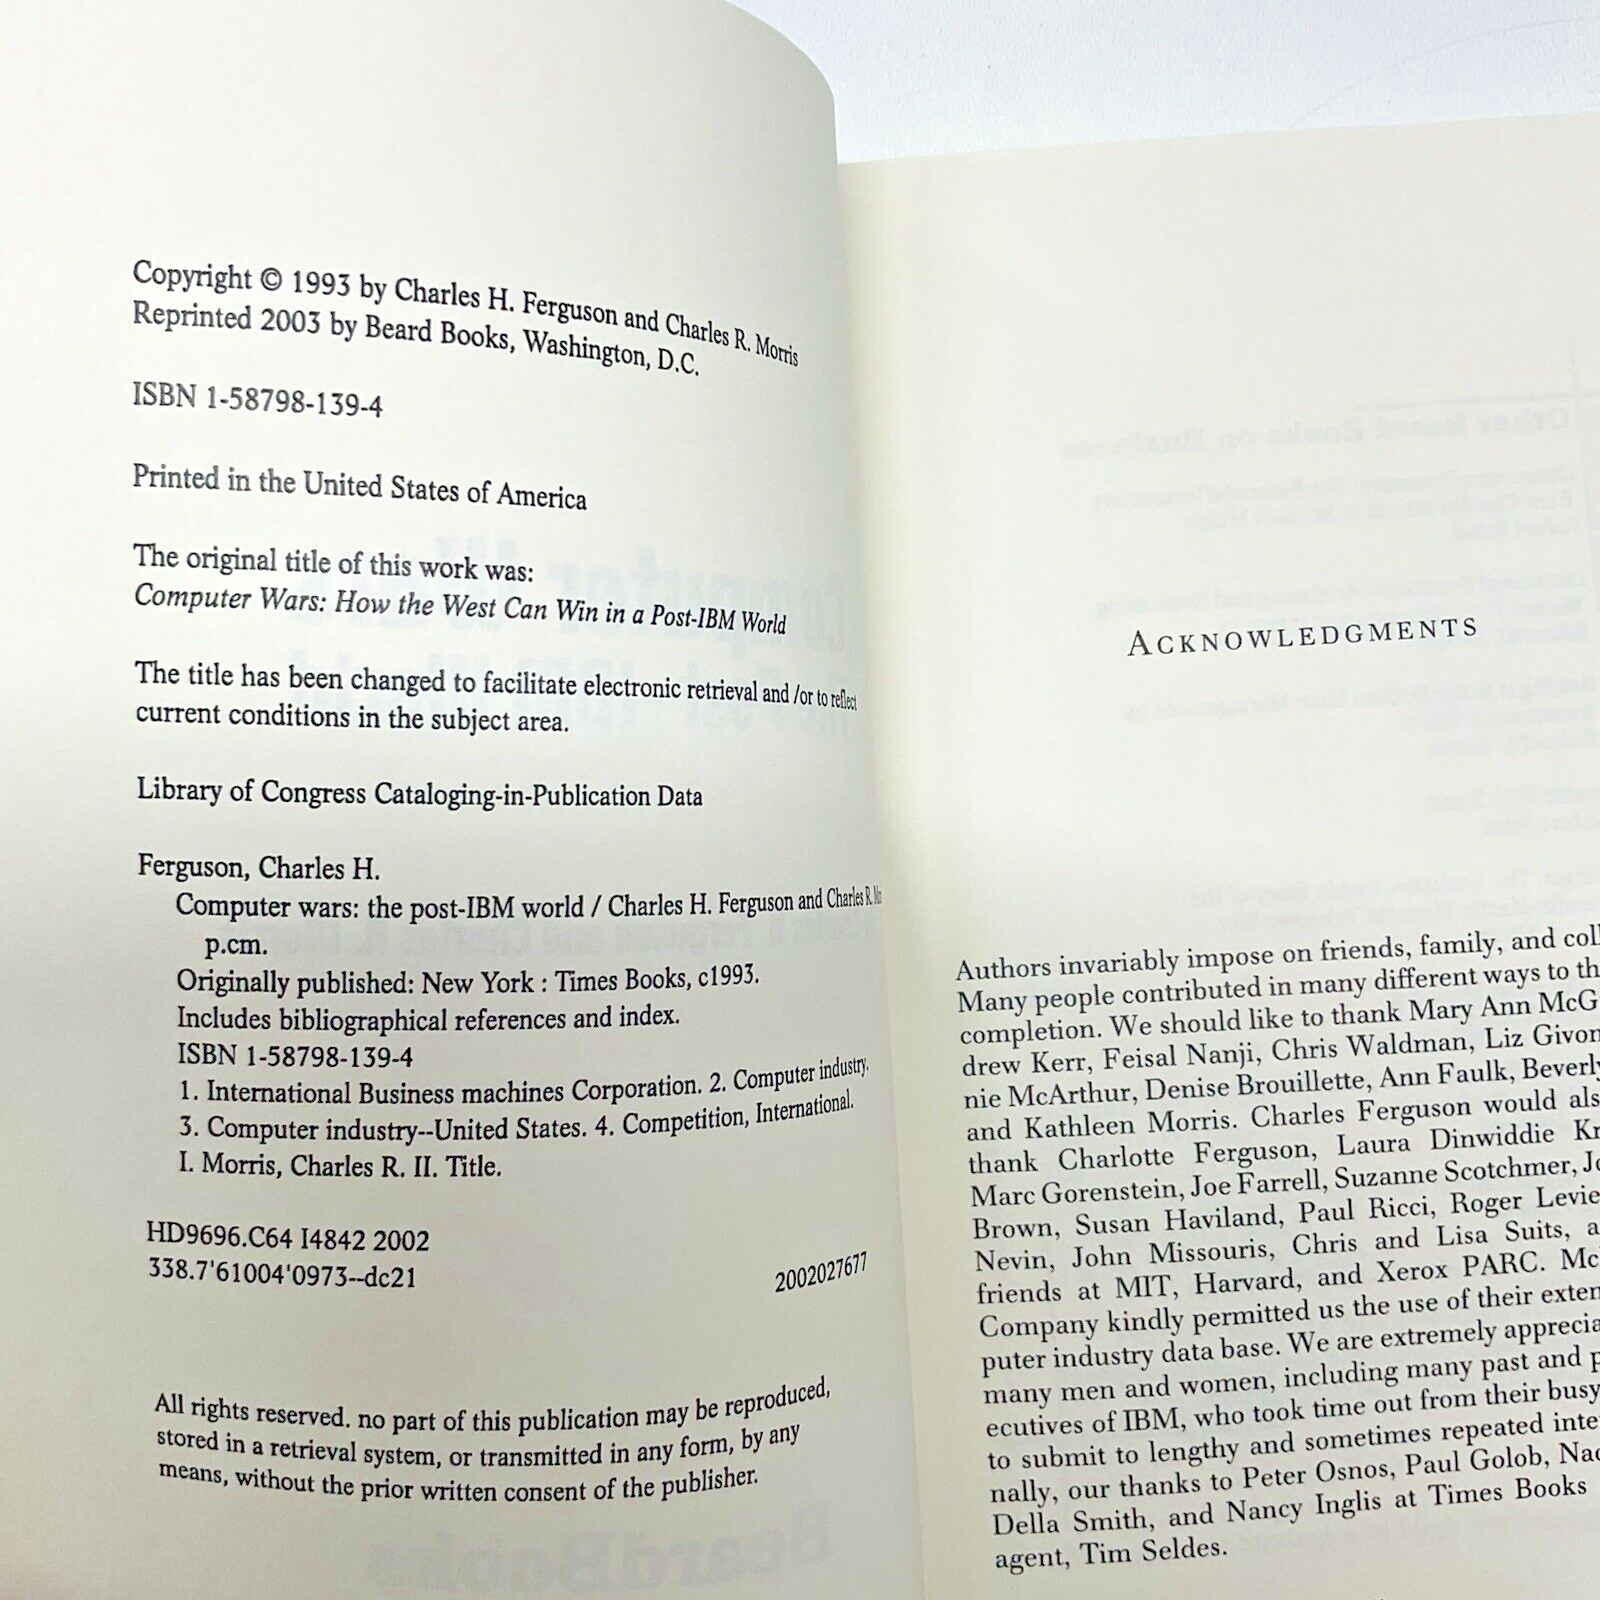 Copyright © 1993 by Charles H. Ferguson and Charles R. Morris
Reprinted 2003 by Beard Books, Washington, D.C.
ISBN 1-58798-139-4
Printed in the United States of America
The original title of this work was:
Computer Wars: How the West Can Win in a Post-IBM World
The title has been changed to facilitate electronic retrieval and /or to reflect
current conditions in the subject area.
Library of Congress Cataloging-in-Publication Data
Ferguson, Charles H.
Computer wars: the post-IBM world / Charles H. Ferguson and Charles R.
p.cm.
Originally published: New York : Times Books, c1993.
Includes bibliographical references and index.
ISBN 1-58798-139-4
1. International Business machines Corporation. 2. Computer industry.
3. Computer industry--United States. 4. Competition, International.
I. Morris, Charles R. II. Title.
HD9696.C64 I4842 2002
338.7'61004'0973--dc21
2002027677
All rights reserved. no part of this publication may be reproduced,
stored in a retrieval system, or transmitted in any form, by any
means, without the prior written consent of the publisher.
ACKNOWLEDGMENTS
Authors invariably impose on friends, family, and coll
Many people contributed in many different ways to th
completion. We should like to thank Mary Ann McG
drew Kerr, Feisal Nanji, Chris Waldman, Liz Givon
nie McArthur, Denise Brouillette, Ann Faulk, Beverly
and Kathleen Morris. Charles Ferguson would als
thank Charlotte Ferguson, Laura Dinwiddie Kr
Marc Gorenstein, Joe Farrell, Suzanne Scotchmer, Jo
Brown, Susan Haviland, Paul Ricci, Roger Levie
Nevin, John Missouris, Chris and Lisa Suits, a
friends at MIT, Harvard, and Xerox PARC. Mc
Company kindly permitted us the use of their exten
puter industry data base. We are extremely apprecia
many men and women, including many past and p
ecutives of IBM, who took time out from their busy
to submit to lengthy and sometimes repeated inte
nally, our thanks to Peter Osnos, Paul Golob, Nao
Della Smith, and Nancy Inglis at Times Books
agent, Tim Seldes.